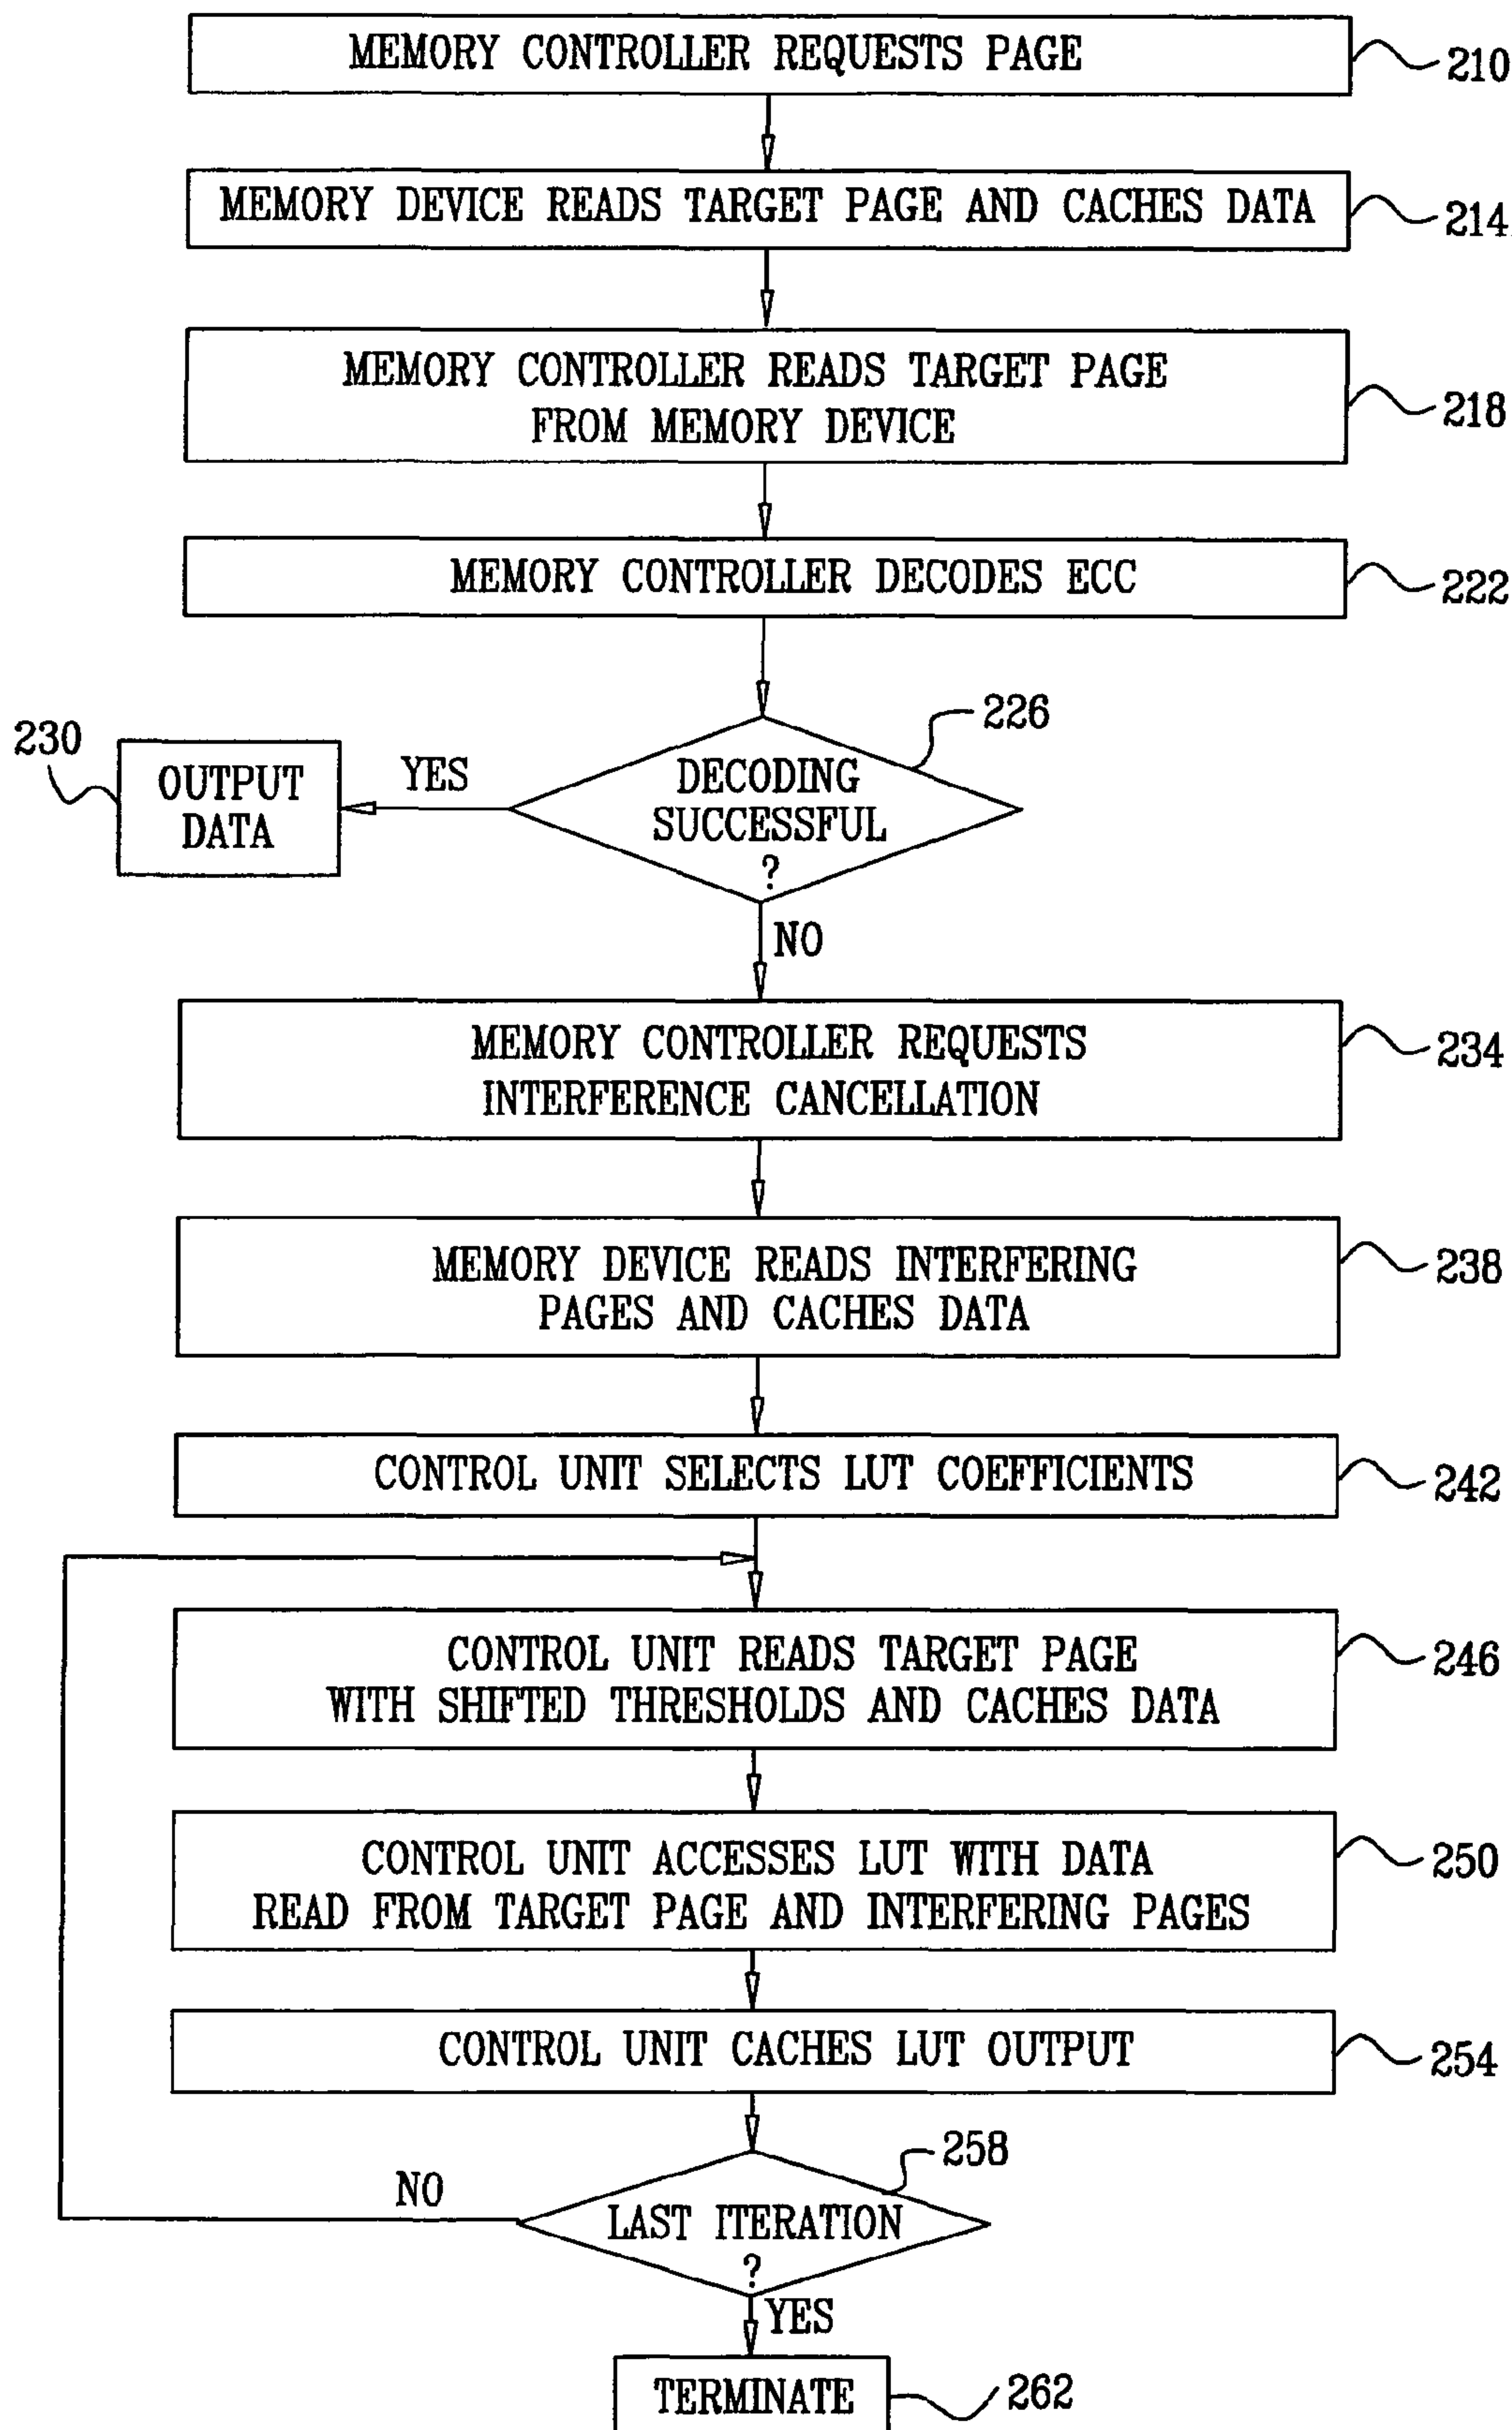 MEMORY CONTROLLER REQUESTS PAGE
210
MEMORY DEVICE READS TARGET PAGE AND CACHES DATA
214
MEMORY CONTROLLER READS TARGET PAGE
FROM MEMORY DEVICE
218
MEMORY CONTROLLER DECODES ECC
222
226
230
OUTPUT
DATA
YES
DECODING
SUCCESSFUL
?
NO
MEMORY CONTROLLER REQUESTS
INTERFERENCE CANCELLATION
234
MEMORY DEVICE READS INTERFERING
PAGES AND CACHES DATA
238
CONTROL UNIT SELECTS LUT COEFFICIENTS
242
CONTROL UNIT READS TARGET PAGE
WITH SHIFTED THRESHOLDS AND CACHES DATA
246
CONTROL UNIT ACCESSES LUT WITH DATA
READ FROM TARGET PAGE AND INTERFERING PAGES
250
CONTROL UNIT CACHES LUT OUTPUT
254
258
NO
LAST ITERATION
?
YES
TERMINATE
262